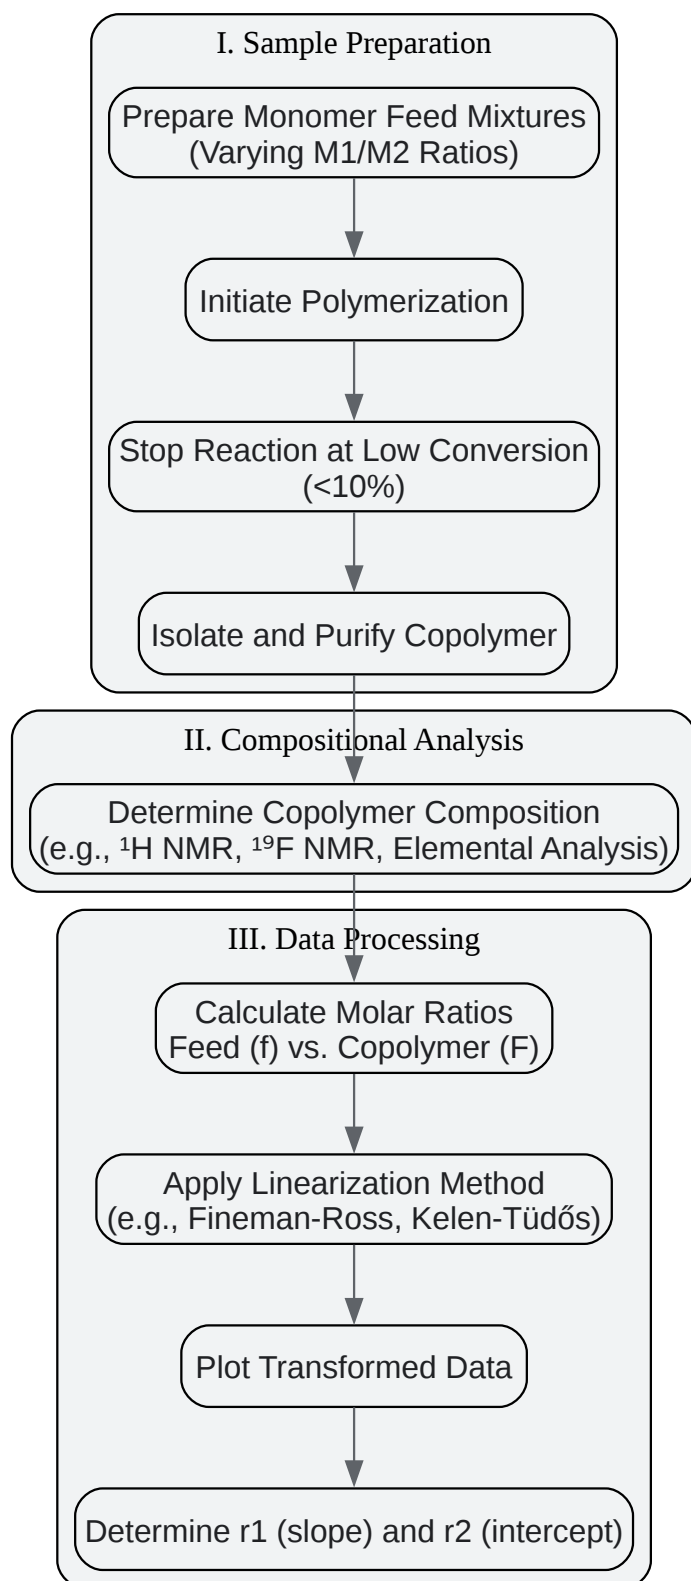 I. Sample Preparation
Prepare Monomer Feed Mixtures
(Varying M1/M2 Ratios)
Initiate Polymerization
Stop Reaction at Low Conversion
(<10%)
Isolate and Purify Copolymer
II. Compositional Analysis
Determine Copolymer Composition
(e.g., ¹H NMR, ¹⁹F NMR, Elemental Analysis)
III. Data Processing
Calculate Molar Ratios
Feed (f) vs. Copolymer (F)
Apply Linearization Method
(e.g., Fineman-Ross, Kelen-Tüdős)
Plot Transformed Data
Determine r1 (slope) and r2 (intercept)